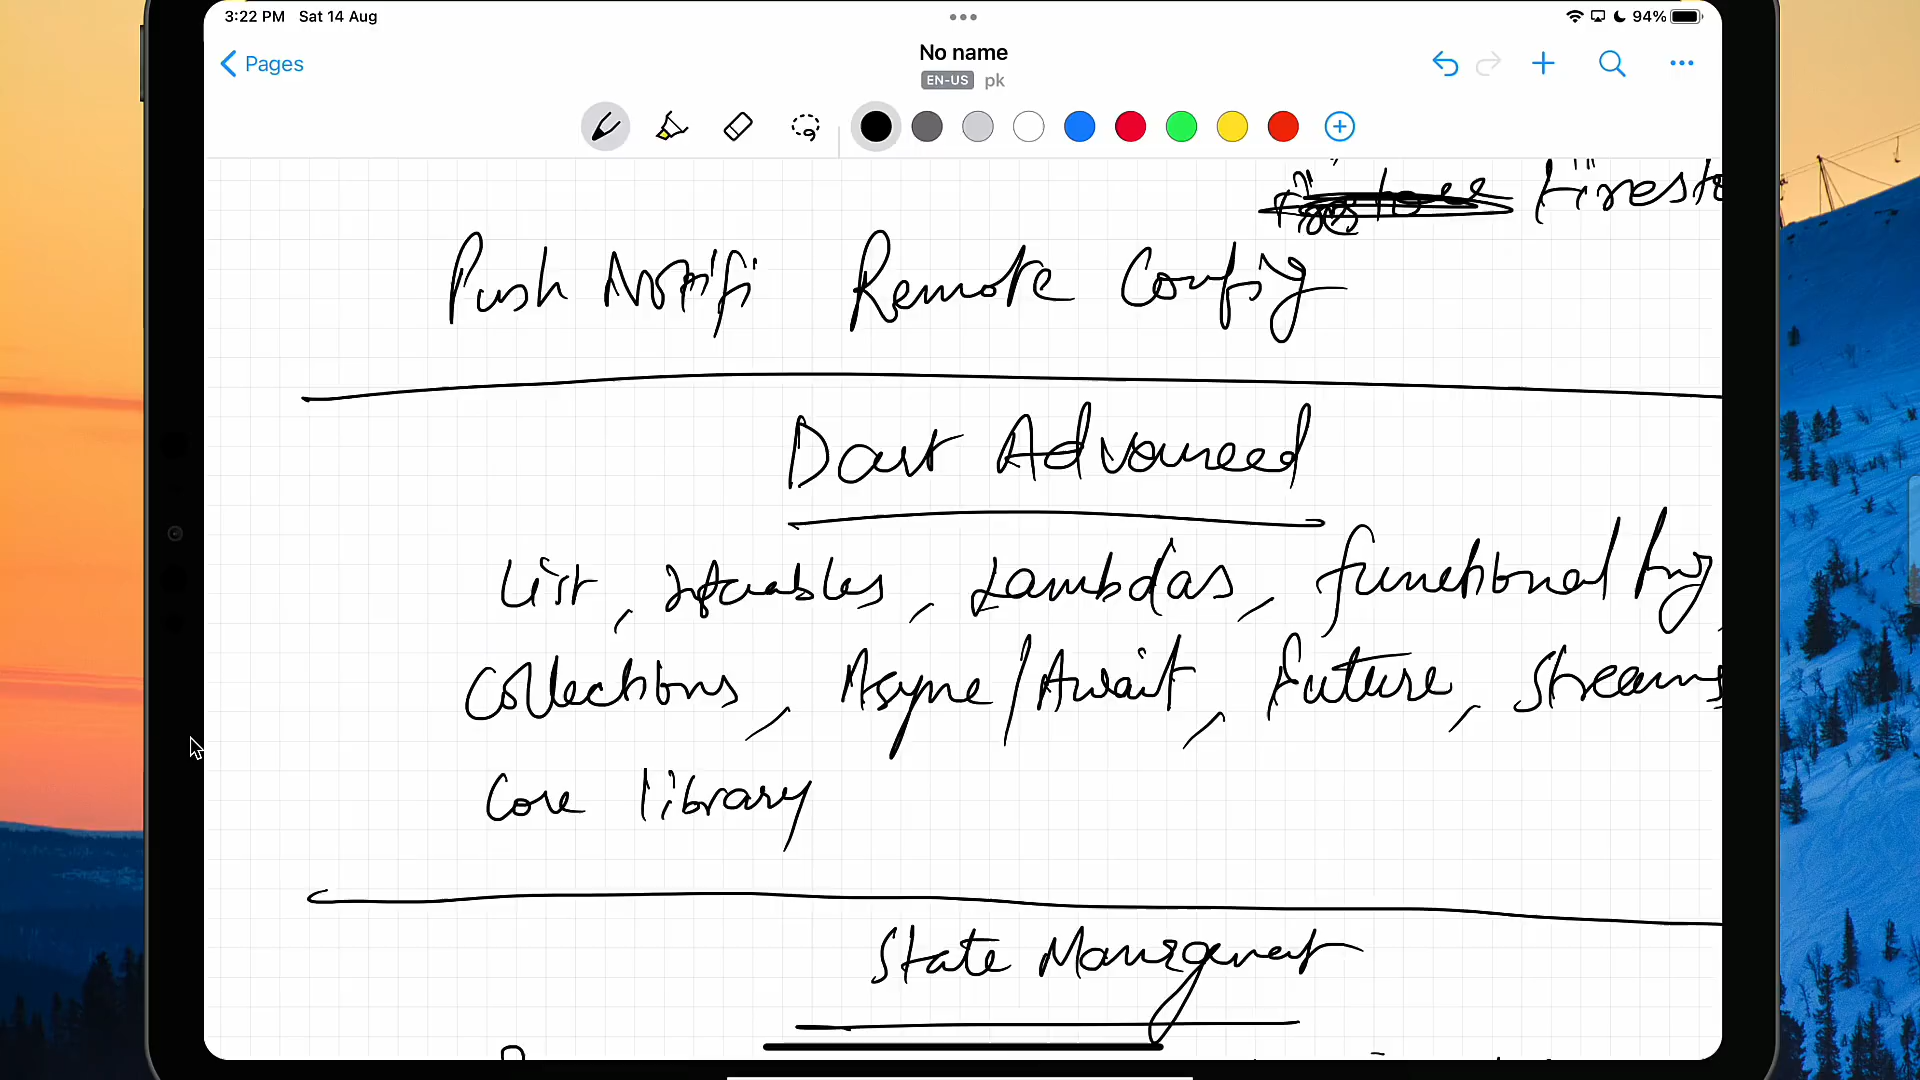 3:22 PM Sat 14 Aug
94%
Pages
No name
EN-US pk
Firesto
Push Notifi Remote Config
Dart Advanced
List, Iterables, Lambdas, functional
Collections, Async/Await, Future, Streams
Core library
State Management